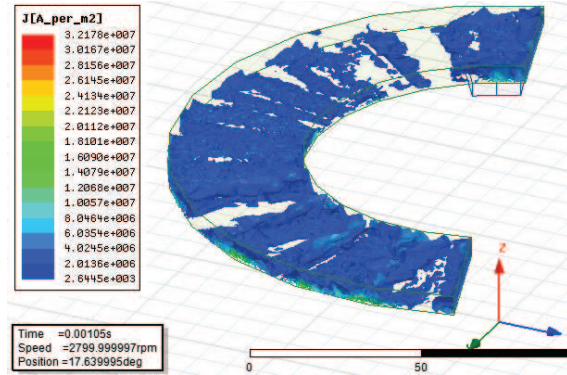 J[A_per_m2]
3.2178e+007
3.0167e+007
2.8156e+007
2.6145e+007
2.4134e+007
2.2123e+007
2.0112e+007
1.8101e+007
1.6090e+007
1.4079e+007
1.2068e+007
1.0057e+007
8.0464e+006
6.0354e+006
4.0245e+006
2.0136e+006
2.6445e+003
Z
Time =0.00105s
Speed =2799.999997rpm
Position =17.639995deg
0 50